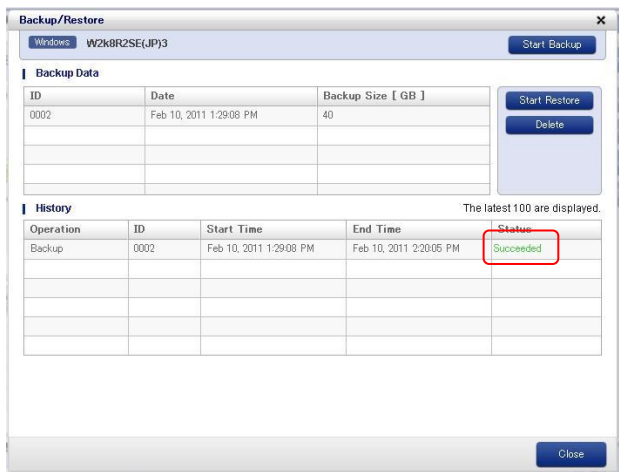 Backup/Restore
Windows W2k8R2SE(JP)3 Start Backup
Backup Data
ID Date Backup Size [ GB ]
0002 Feb 10, 2011 1:29:08 PM 40
Start Restore
Delete
History The latest 100 are displayed.
Operation ID Start Time End Time Status
Backup 0002 Feb 10, 2011 1:29:08 PM Feb 10, 2011 2:20:05 PM Succeeded
Close